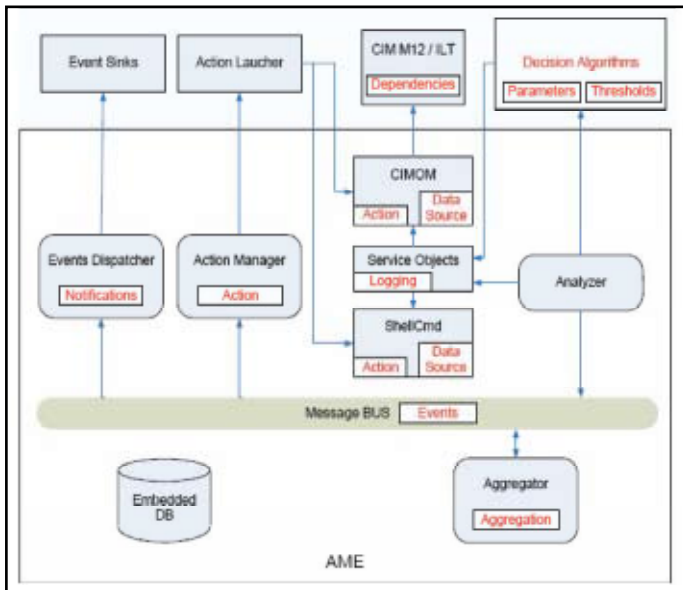 Event Sinks
Action Laucher
CIM M12 / ILT
Dependencies
Decision Algorithms
Parameters
Thresholds
CIMOM
Action
Data
Source
Events Dispatcher
Notifications
Action Manager
Action
Service Objects
Logging
Analyzer
ShellCmd
Action
Data
Source
Message BUS
Events
Embedded
DB
Aggregator
Aggregation
AME